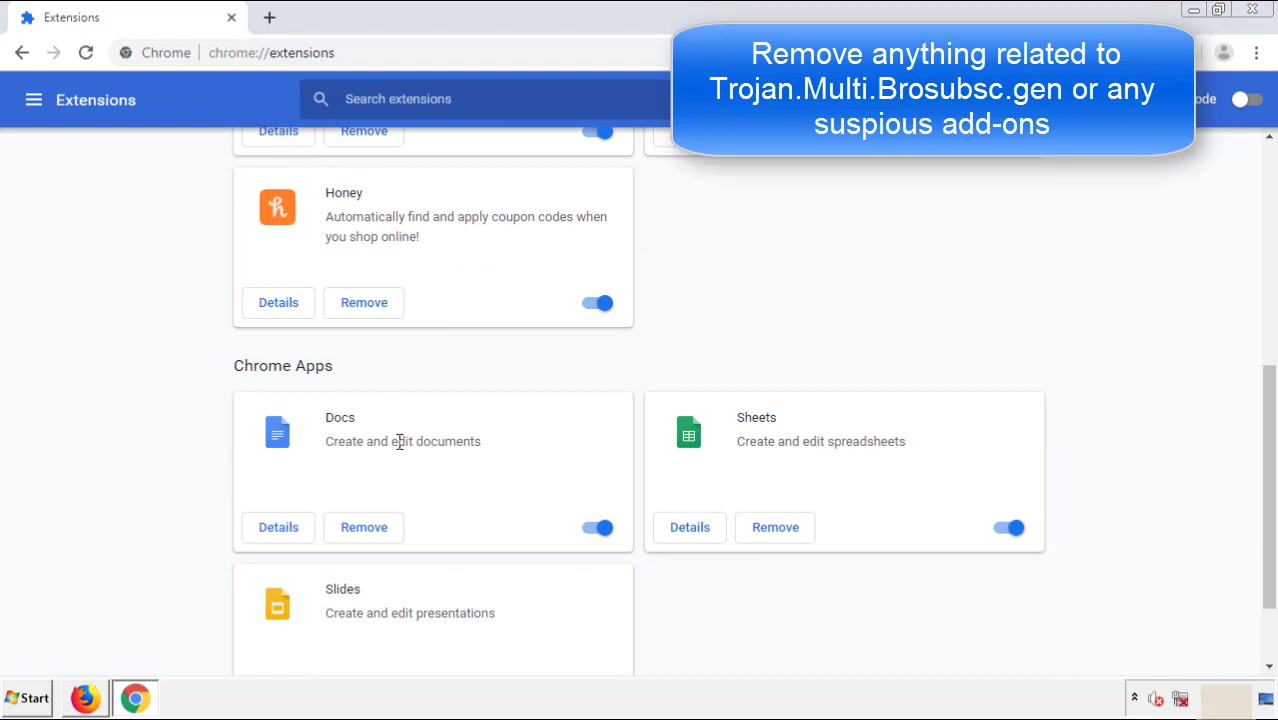 Extensions
Chrome
chrome://extensions
Remove anything related to
Trojan.Multi.Brosubsc.gen or any
suspious add-ons
Extensions
Search extensions
ode
Details
Remove
Honey
Automatically find and apply coupon codes when
you shop online!
Details
Remove
Chrome Apps
Docs
Create and edit documents
Details
Remove
Sheets
Create and edit spreadsheets
Details
Remove
Slides
Create and edit presentations
Start